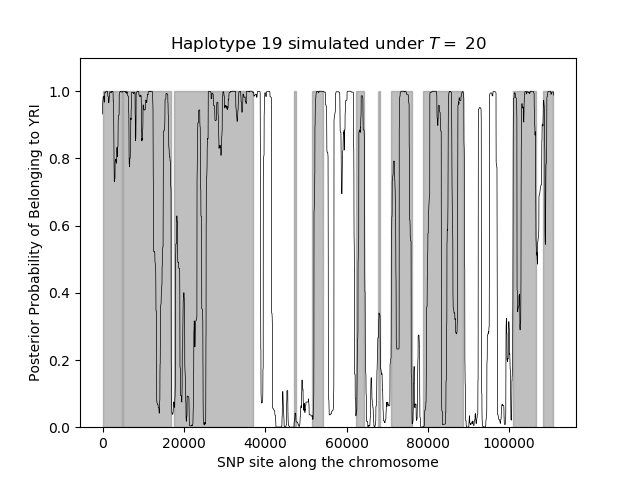 Haplotype 19 simulated under T = 20
Posterior Probability of Belonging to YRI
1.0
0.8
0.6
0.4
0.2
0.0
0 20000 40000 60000 80000 100000
SNP site along the chromosome